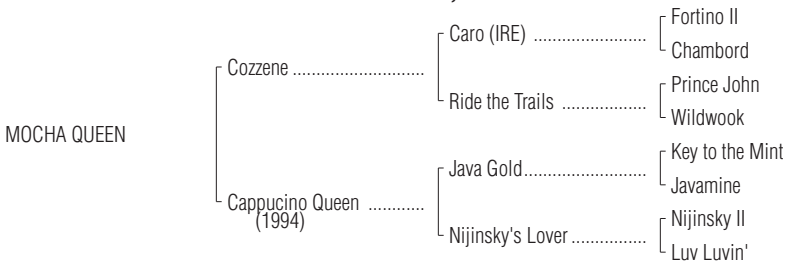 Fortino II
Caro (IRE) ........................
Chambord
Cozzene ............................
Prince John
Ride the Trails ..................
Wildwook
MOCHA QUEEN
Key to the Mint
Java Gold..........................
Javamine
Cappucino Queen ............
(1994)
Nijinsky II
Nijinsky's Lover ................
Luv Luvin'